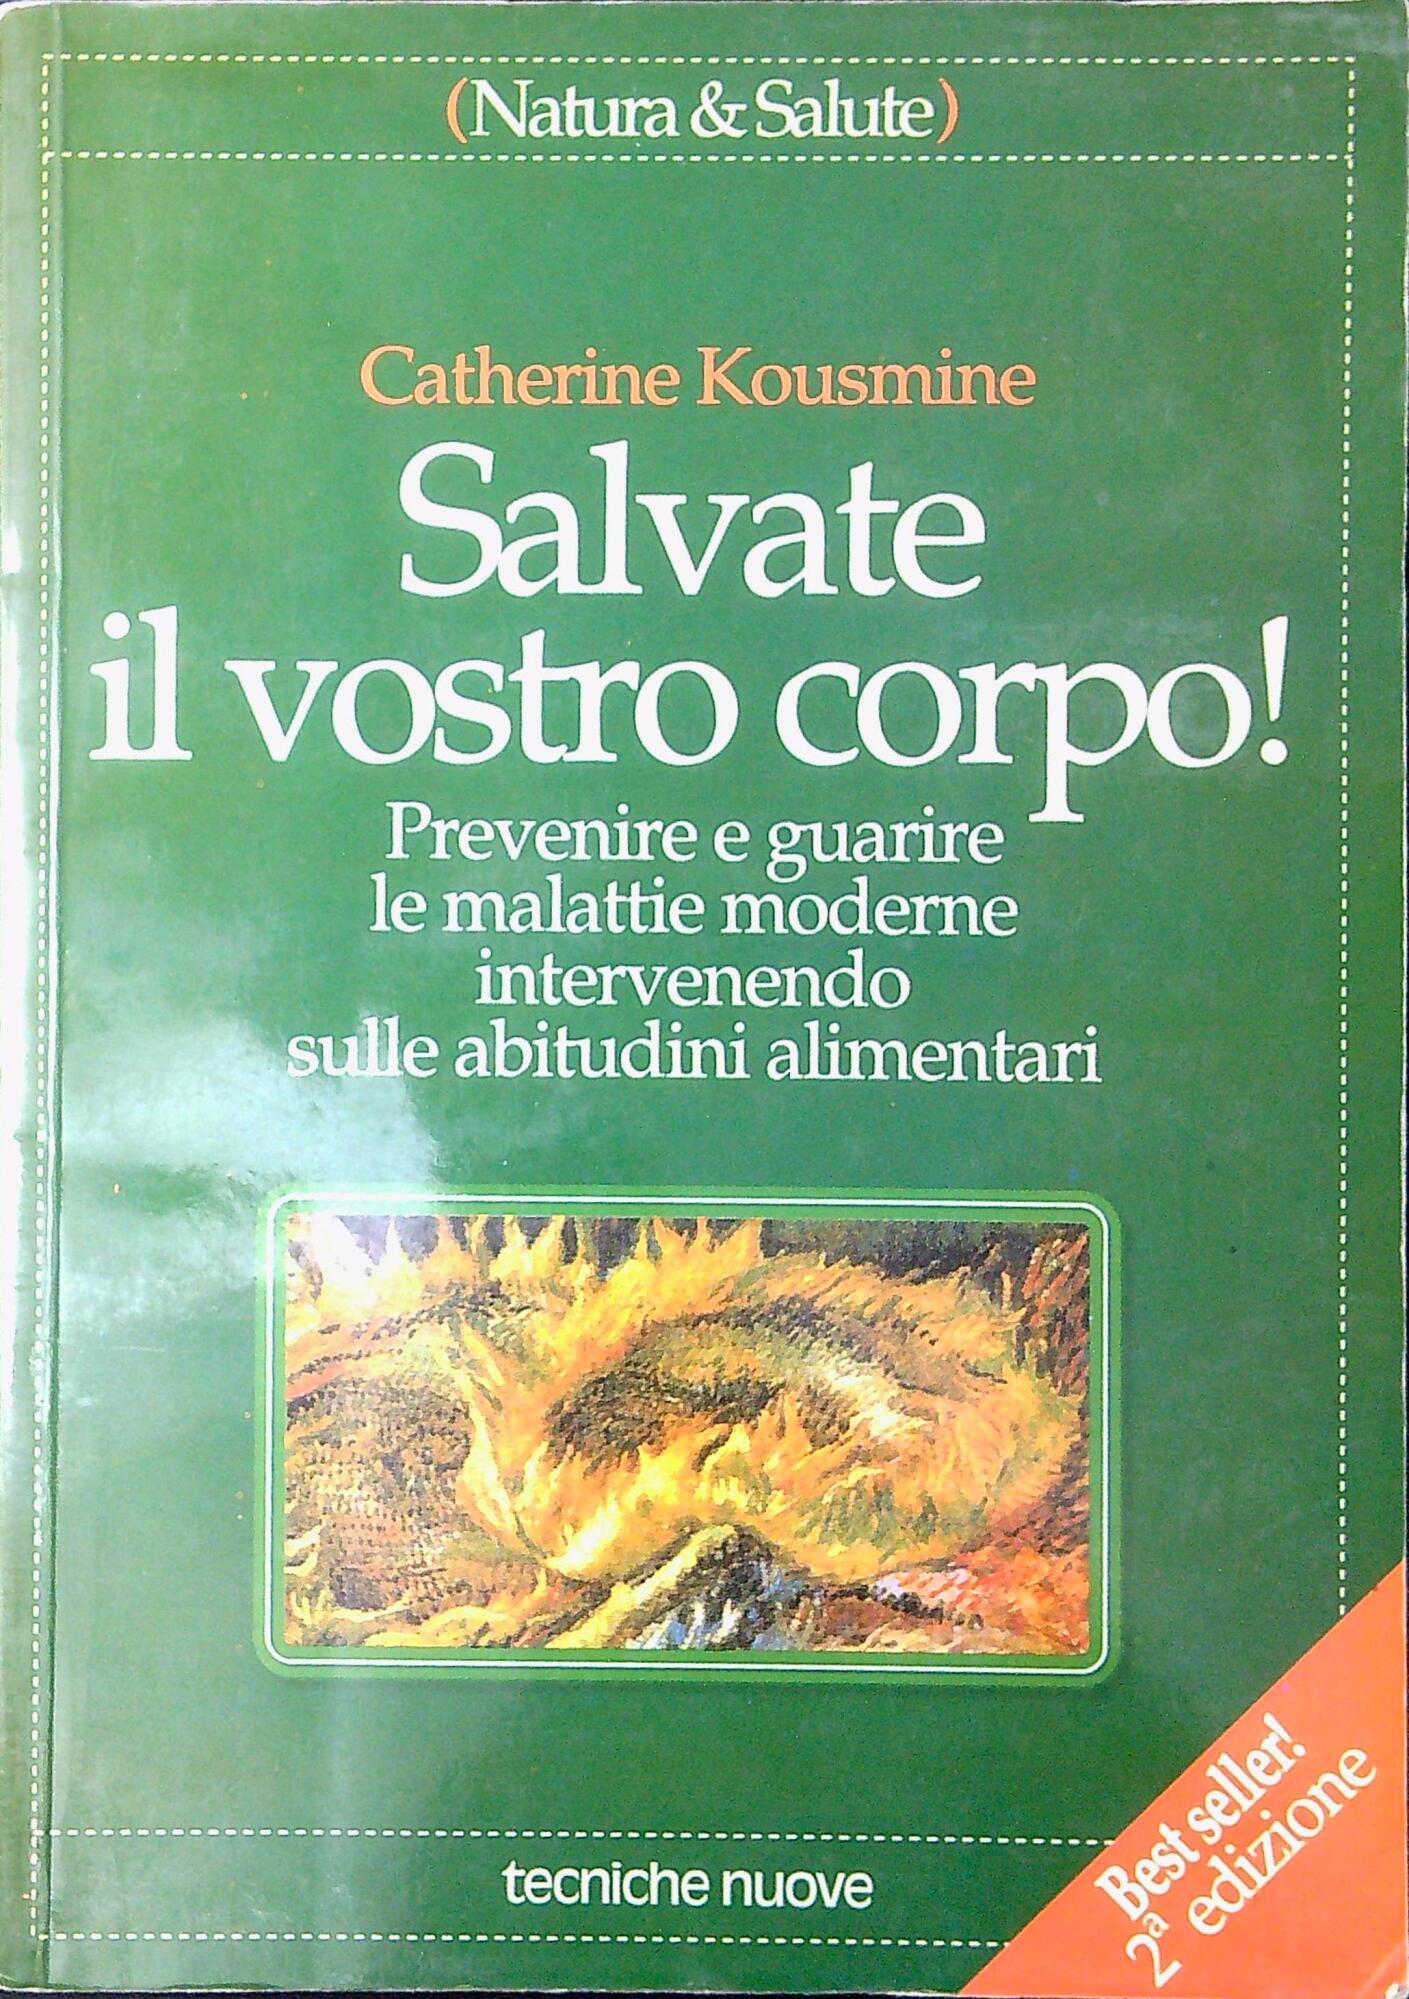 (Natura & Salute)
Catherine Kousmine
Salvate
il vostro corpo!
Prevenire e guarire
le malattie moderne
intervenendo
sulle abitudini alimentari
Best seller!
2ª edizione
tecniche nuove